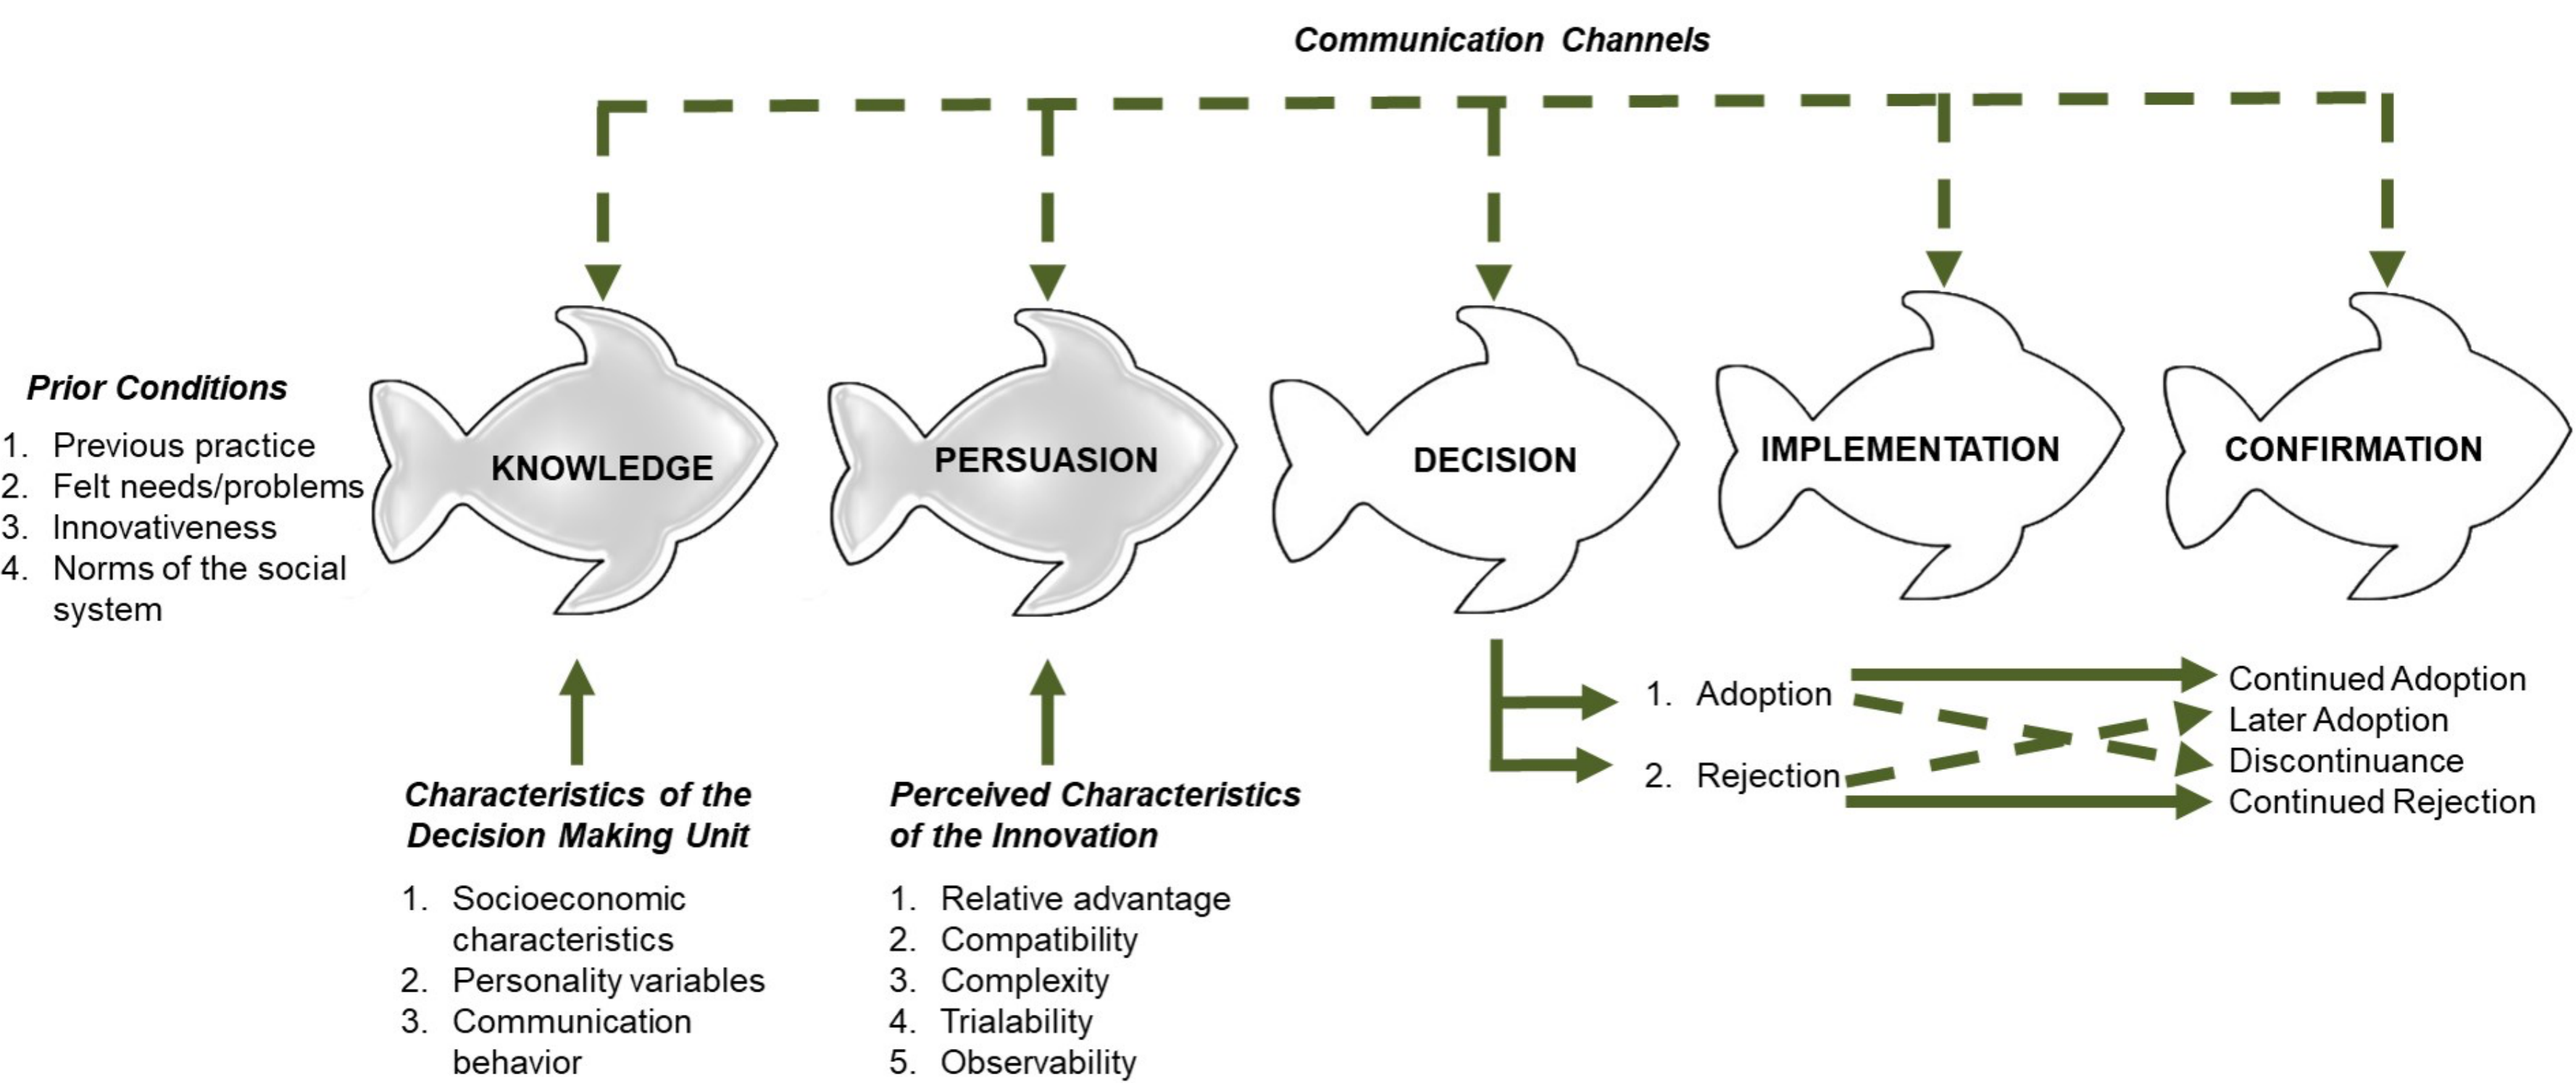 Communication Channels
Prior Conditions
1. Previous practice
2. Felt needs/problems
3. Innovativeness
4. Norms of the social
system
KNOWLEDGE
PERSUASION
DECISION
IMPLEMENTATION
CONFIRMATION
Characteristics of the
Decision Making Unit
1. Socioeconomic
characteristics
2. Personality variables
3. Communication
behavior
Perceived Characteristics
of the Innovation
1. Relative advantage
2. Compatibility
3. Complexity
4. Trialability
5. Observability
1. Adoption
2. Rejection
Continued Adoption
Later Adoption
Discontinuance
Continued Rejection